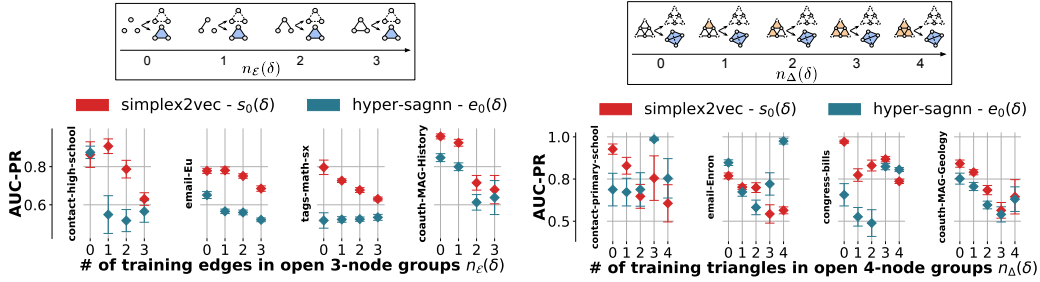 0 1 2 3
n_ε(δ)
simplex2vec - s₀(δ) hyper-sagnn - e₀(δ)
AUC-PR
0.8
0.6
contact-high-school
email-Eu
tags-math-sx
coauth-MAG-History
0 1 2 3 0 1 2 3 0 1 2 3 0 1 2 3
# of training edges in open 3-node groups n_ε(δ)
0 1 2 3 4
n_Δ(δ)
simplex2vec - s₀(δ) hyper-sagnn - e₀(δ)
AUC-PR
1.0
0.8
0.5
contact-primary-school
email-Enron
congress-bills
coauth-MAG-Geology
0 1 2 3 4 0 1 2 3 4 0 1 2 3 4 0 1 2 3 4
# of training triangles in open 4-node groups n_Δ(δ)